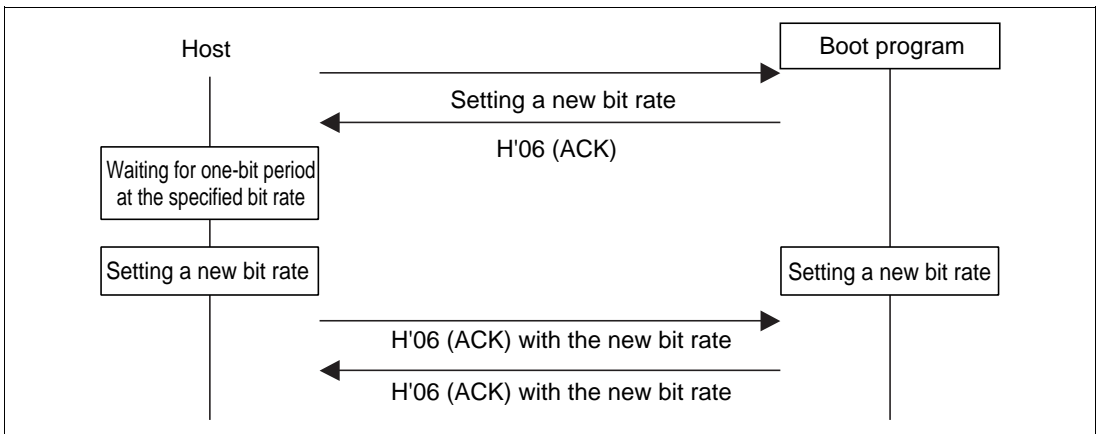 Host
Boot program
Setting a new bit rate
H'06 (ACK)
Waiting for one-bit period
at the specified bit rate
Setting a new bit rate
Setting a new bit rate
H'06 (ACK) with the new bit rate
H'06 (ACK) with the new bit rate